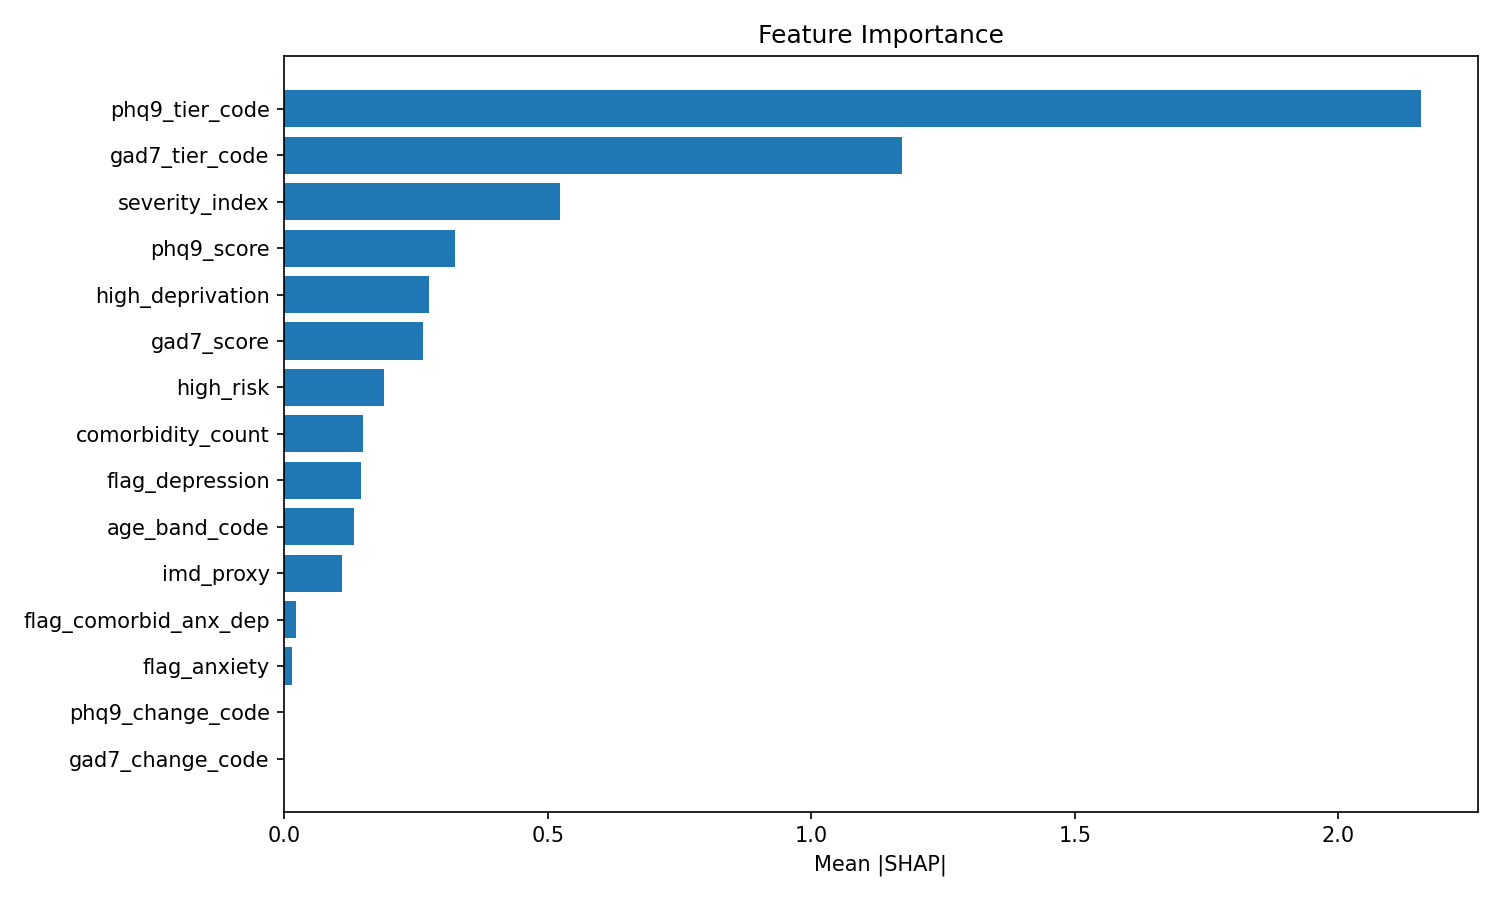 Feature Importance
phq9_tier_code
gad7_tier_code
severity_index
phq9_score
high_deprivation
gad7_score
high_risk
comorbidity_count
flag_depression
age_band_code
imd_proxy
flag_comorbid_anx_dep
flag_anxiety
phq9_change_code
gad7_change_code
0.0 0.5 1.0 1.5 2.0
Mean |SHAP|